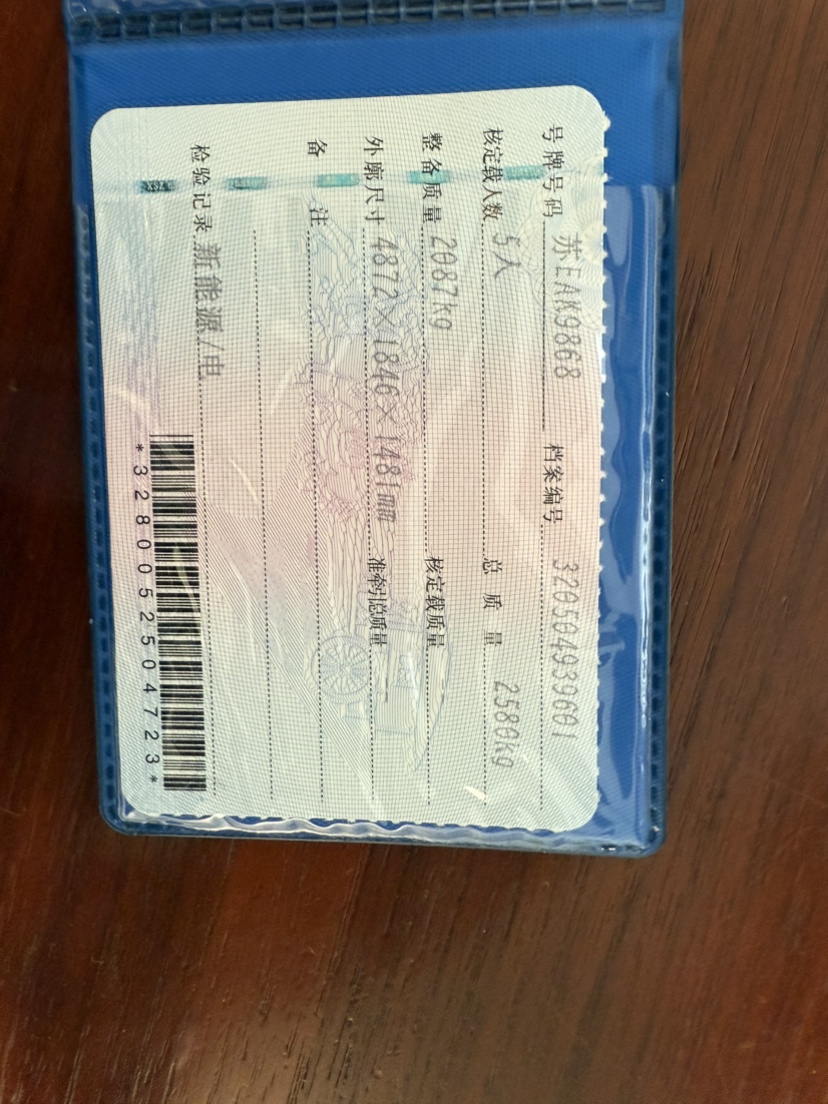 号牌号码 苏EAK9868 档案编号 320504939601
核定载人数 5人 总质量 2580kg
整备质量 2087kg 核定载质量
外廓尺寸 4872×1846×1481mm 准牵引总质量
备注
检验记录 新能源/电
*3280052504723*